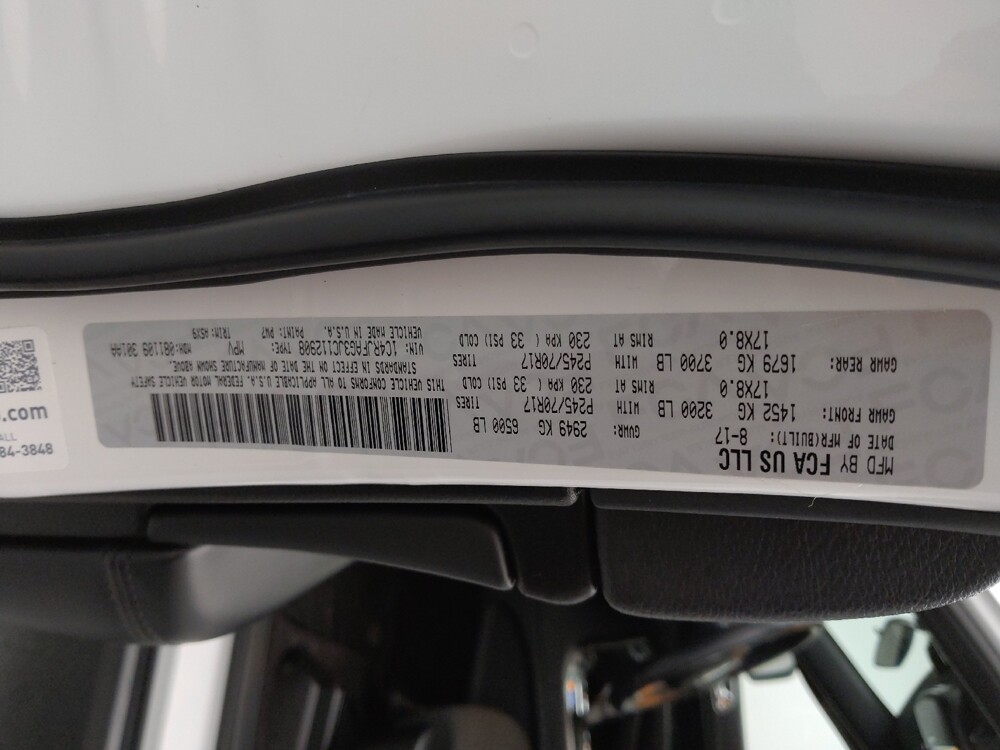 MFD BY FCA US LLC
DATE OF MFR(BUILT): 8-17 GVWR: 2949 KG 6500 LB
GAWR FRONT: 1452 KG 3200 LB WITH P245/70R17 TIRES
17X8.0 RIMS AT 230 KPA ( 33 PSI) COLD
GAWR REAR: 1679 KG 3700 LB WITH P245/70R17 TIRES
17X8.0 RIMS AT 230 KPA ( 33 PSI) COLD
THIS VEHICLE CONFORMS TO ALL APPLICABLE U.S.A. FEDERAL MOTOR VEHICLE SAFETY
STANDARDS IN EFFECT ON THE DATE OF MANUFACTURE SHOWN ABOVE.
VIN: 1C4RJFAG3JC112908 TYPE: MPV MDH: 081109 301AA
VEHICLE MADE IN U.S.A. PAINT: PW7 TRIM: A5X9
.com
ALL
84-3848